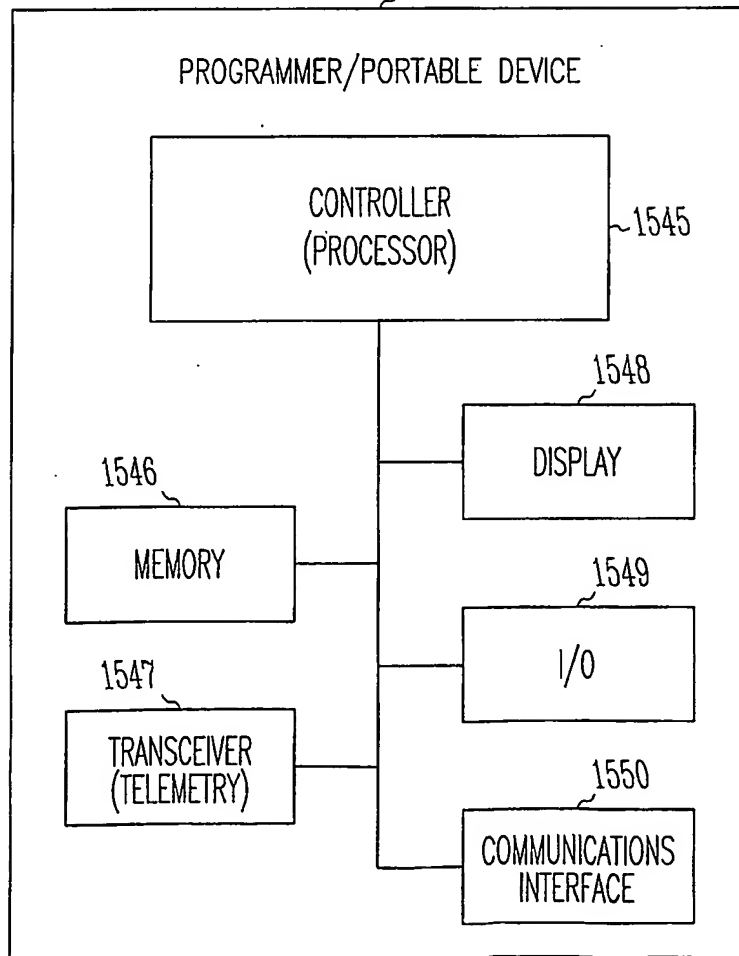 PROGRAMMER/PORTABLE DEVICE
CONTROLLER
(PROCESSOR)
1545
1548
DISPLAY
1546
MEMORY
1549
I/O
1547
TRANSCEIVER
(TELEMETRY)
1550
COMMUNICATIONS
INTERFACE